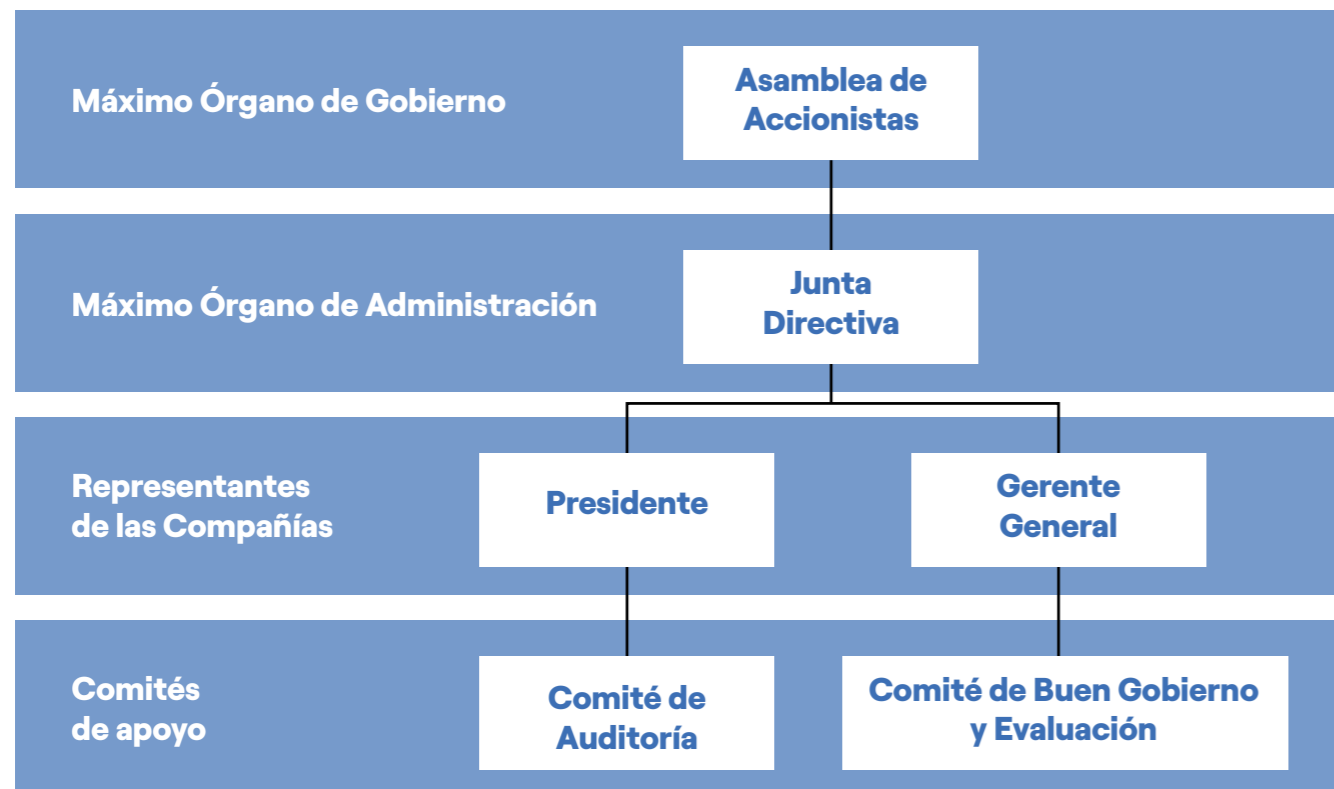 Máximo Órgano de Gobierno
Asamblea de
Accionistas
Máximo Órgano de Administración
Junta
Directiva
Representantes
de las Compañías
Presidente
Gerente
General
Comités
de apoyo
Comité de
Auditoría
Comité de Buen Gobierno
y Evaluación